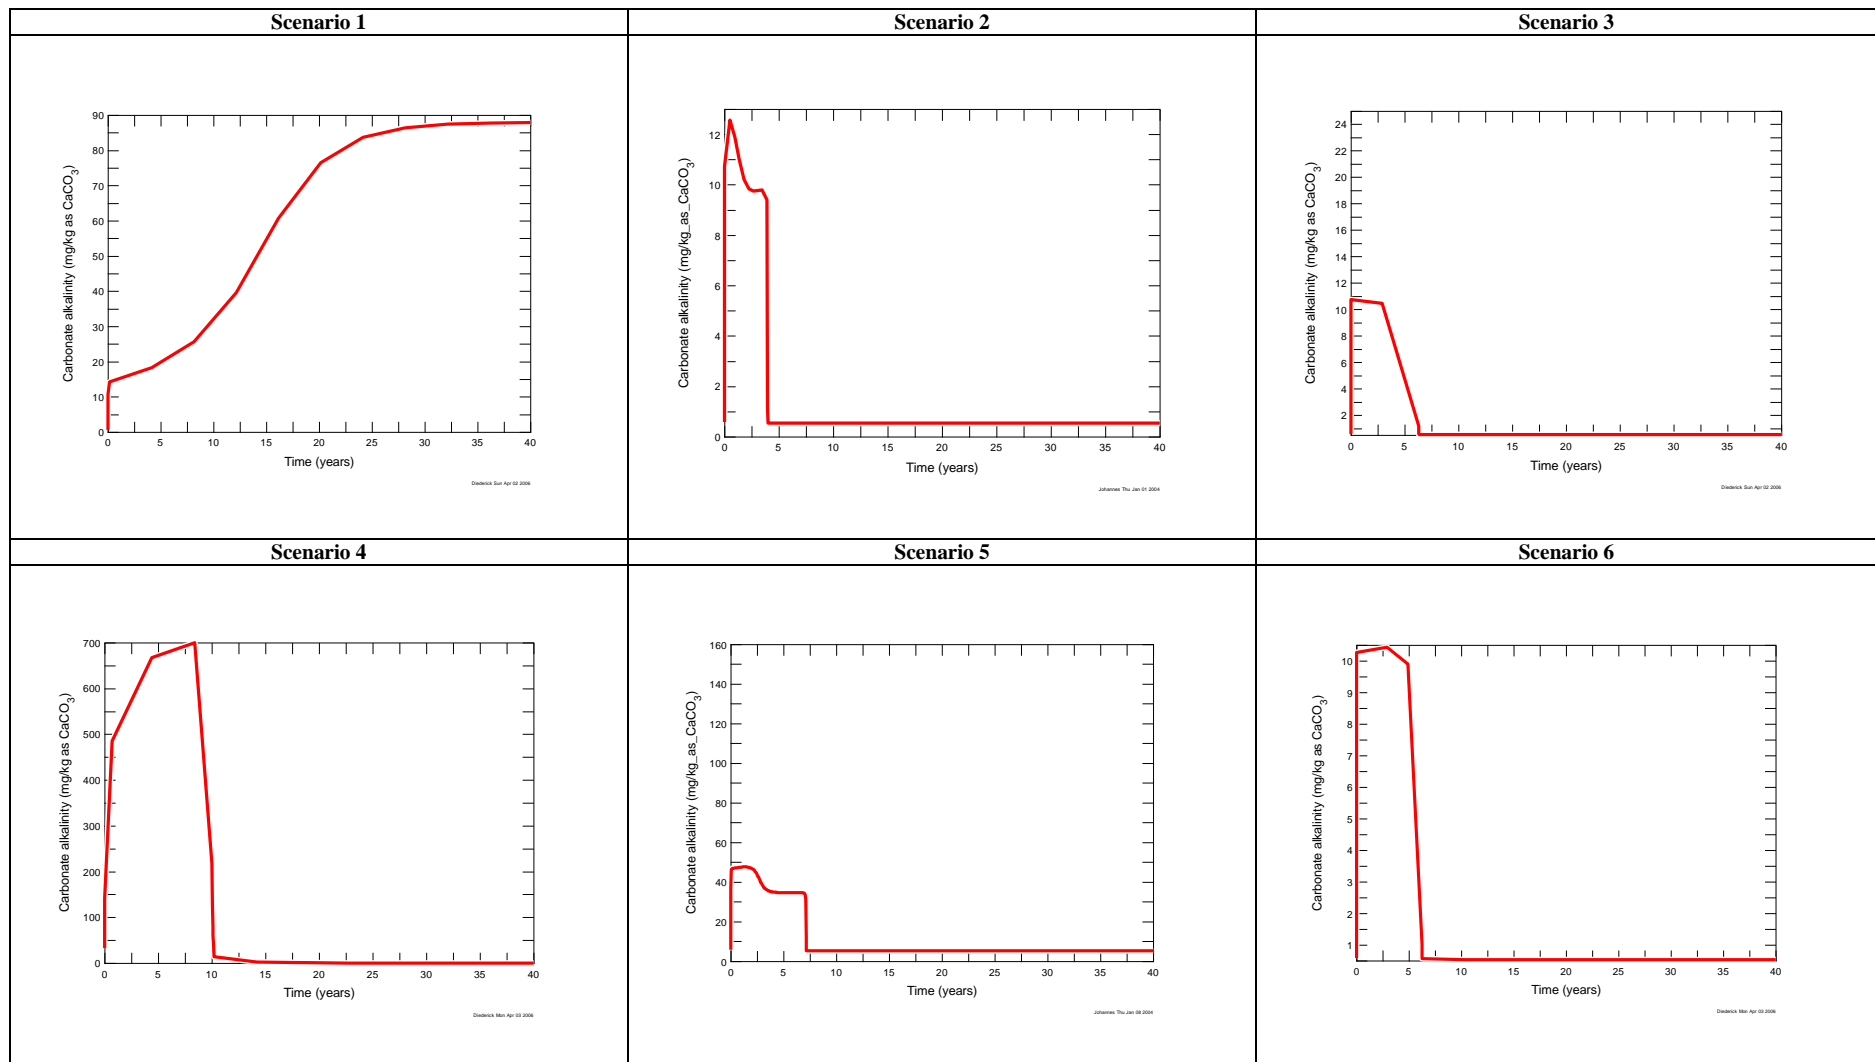 Scenario 1
Scenario 2
Scenario 3
90
80
70
60
50
40
30
20
10
0
0 5 10 15 20 25 30 35 40
Time (years)
Carbonate alkalinity (mg/kg as CaCO3)
Diederick Sun Apr 02 2006
12
10
8
6
4
2
0
0 5 10 15 20 25 30 35 40
Time (years)
Carbonate alkalinity (mg/kg_as_CaCO3)
Johannes Thu Jan 01 2004
24
22
20
18
16
14
12
10
8
6
4
2
0 5 10 15 20 25 30 35 40
Time (years)
Carbonate alkalinity (mg/kg as CaCO3)
Diederick Sun Apr 02 2006
Scenario 4
Scenario 5
Scenario 6
700
600
500
400
300
200
100
0
0 5 10 15 20 25 30 35 40
Time (years)
Carbonate alkalinity (mg/kg as CaCO3)
Diederick Mon Apr 03 2006
160
140
120
100
80
60
40
20
0
0 5 10 15 20 25 30 35 40
Time (years)
Carbonate alkalinity (mg/kg_as_CaCO3)
Johannes Thu Jan 08 2004
10
9
8
7
6
5
4
3
2
1
0 5 10 15 20 25 30 35 40
Time (years)
Carbonate alkalinity (mg/kg as CaCO3)
Diederick Mon Apr 03 2006